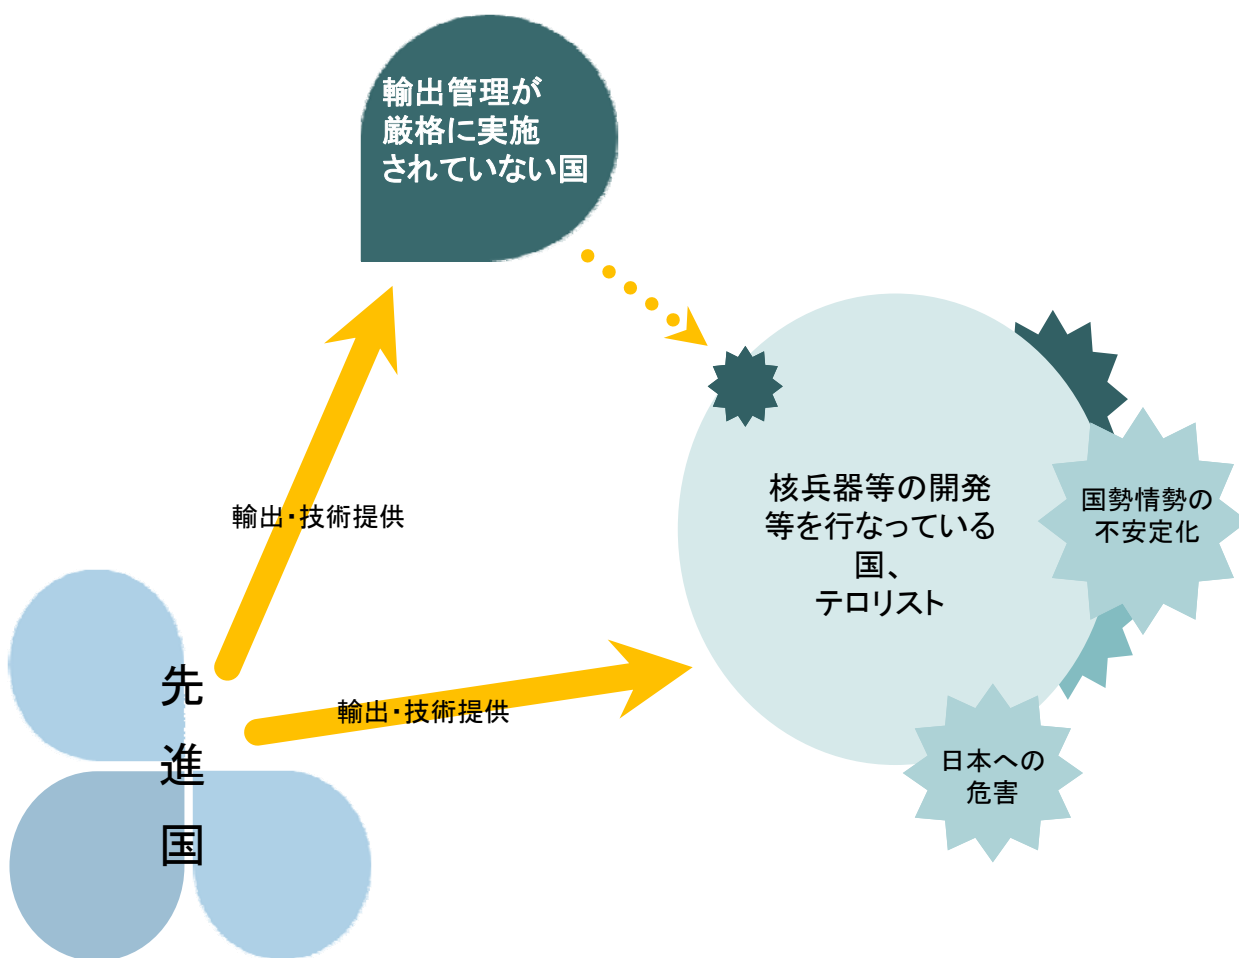 輸出管理が
厳格に実施
されていない国
核兵器等の開発
等を行なっている
国、
テロリスト
国勢情勢の
不安定化
輸出・技術提供
輸出・技術提供
先
進
国
日本への
危害